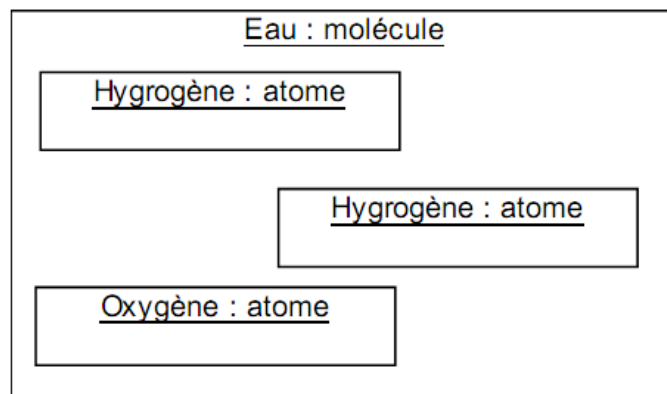 Eau : molécule
Hygrogène : atome
Hygrogène : atome
Oxygène : atome